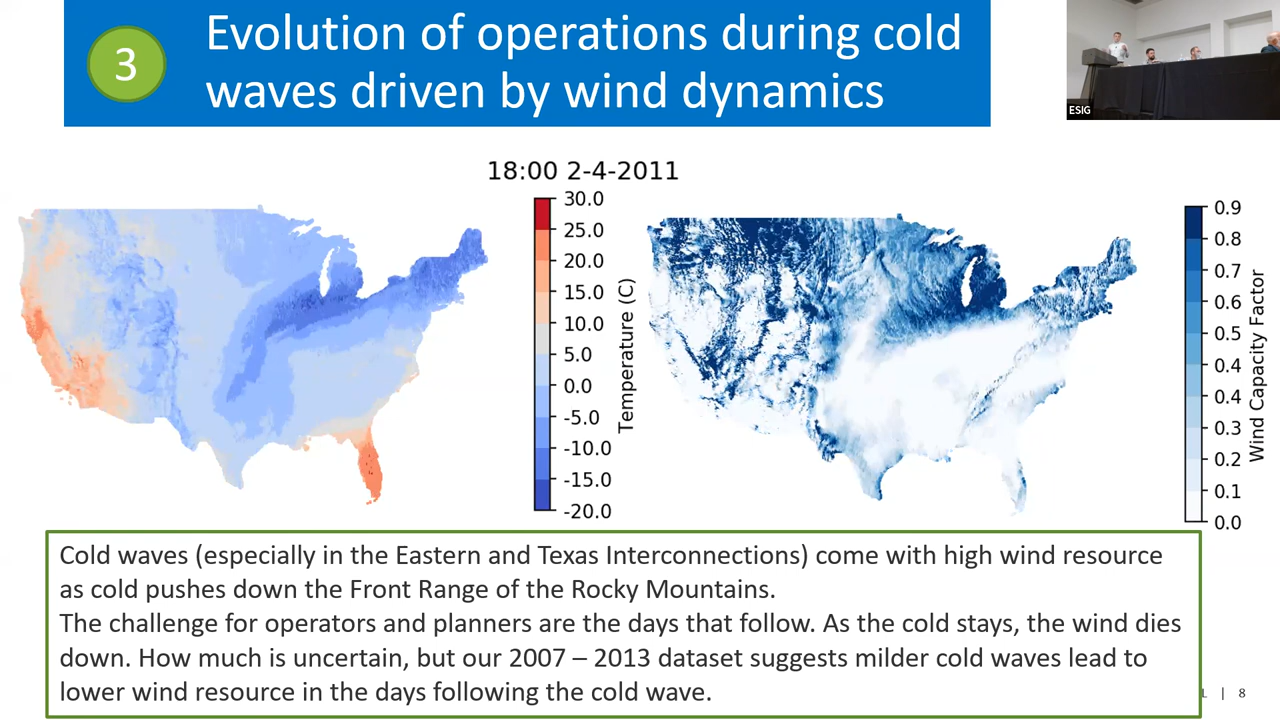 3
Evolution of operations during cold
waves driven by wind dynamics
ESIG
18:00 2-4-2011
30.0
25.0
20.0
15.0
10.0
5.0
0.0
-5.0
-10.0
-15.0
-20.0
Temperature (C)
0.9
0.8
0.7
0.6
0.5
0.4
0.3
0.2
0.1
0.0
Wind Capacity Factor
Cold waves (especially in the Eastern and Texas Interconnections) come with high wind resource
as cold pushes down the Front Range of the Rocky Mountains.
The challenge for operators and planners are the days that follow. As the cold stays, the wind dies
down. How much is uncertain, but our 2007 – 2013 dataset suggests milder cold waves lead to
lower wind resource in the days following the cold wave.
| 8